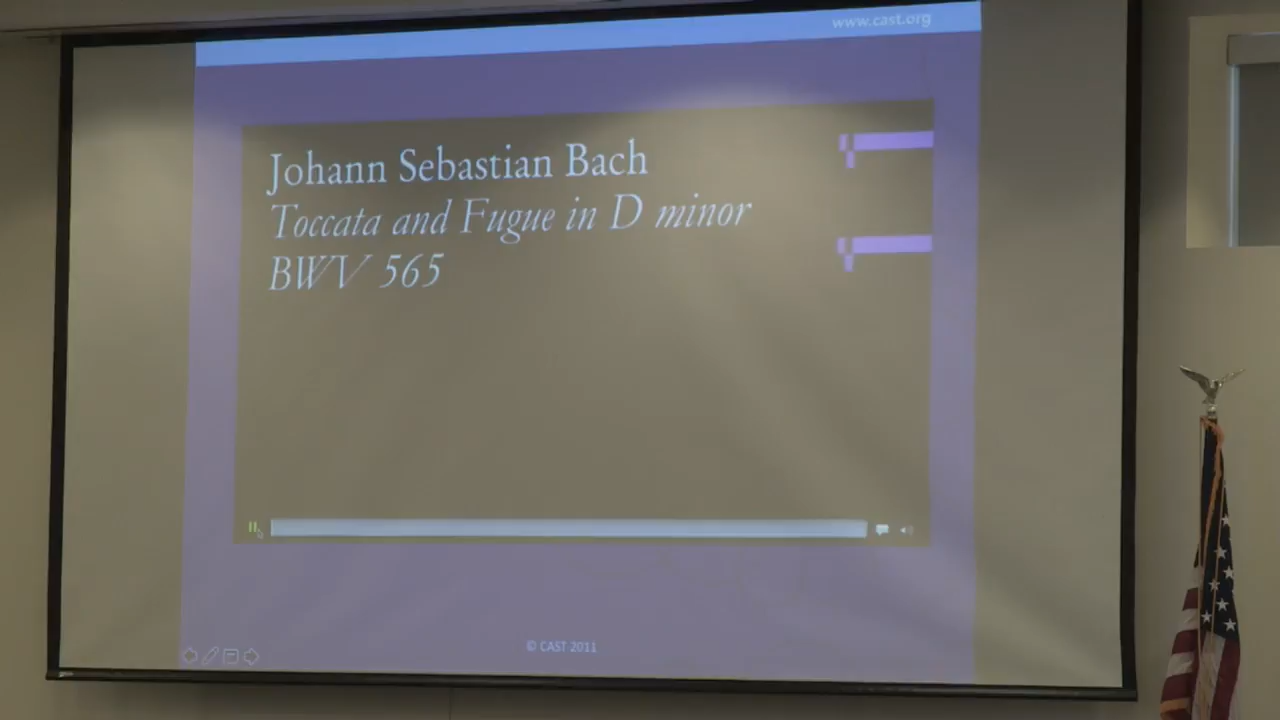 www.cast.org
Johann Sebastian Bach
Toccata and Fugue in D minor
BWV 565
© CAST 2011